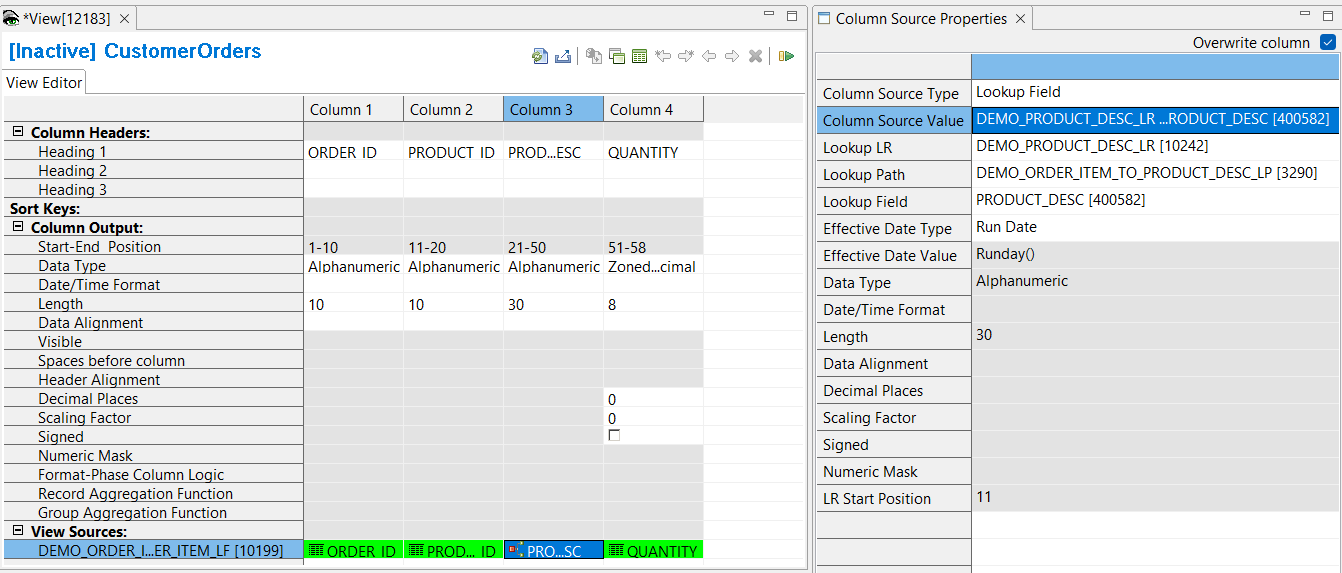 *View[12183]
[Inactive] CustomerOrders
View Editor
Column 1 Column 2 Column 3 Column 4
Column Headers:
Heading 1 ORDER_ID PRODUCT_ID PROD...ESC QUANTITY
Heading 2
Heading 3
Sort Keys:
Column Output:
Start-End Position 1-10 11-20 21-50 51-58
Data Type Alphanumeric Alphanumeric Alphanumeric Zoned...cimal
Date/Time Format
Length 10 10 30 8
Data Alignment
Visible
Spaces before column
Header Alignment
Decimal Places 0
Scaling Factor 0
Signed
Numeric Mask
Format-Phase Column Logic
Record Aggregation Function
Group Aggregation Function
View Sources:
DEMO_ORDER_I...ER_ITEM_LF [10199] ORDER_ID PROD..._ID PRO...SC QUANTITY
Column Source Properties
Overwrite column
Column Source Type Lookup Field
Column Source Value DEMO_PRODUCT_DESC_LR ...RODUCT_DESC [400582]
Lookup LR DEMO_PRODUCT_DESC_LR [10242]
Lookup Path DEMO_ORDER_ITEM_TO_PRODUCT_DESC_LP [3290]
Lookup Field PRODUCT_DESC [400582]
Effective Date Type Run Date
Effective Date Value Runday()
Data Type Alphanumeric
Date/Time Format
Length 30
Data Alignment
Decimal Places
Scaling Factor
Signed
Numeric Mask
LR Start Position 11